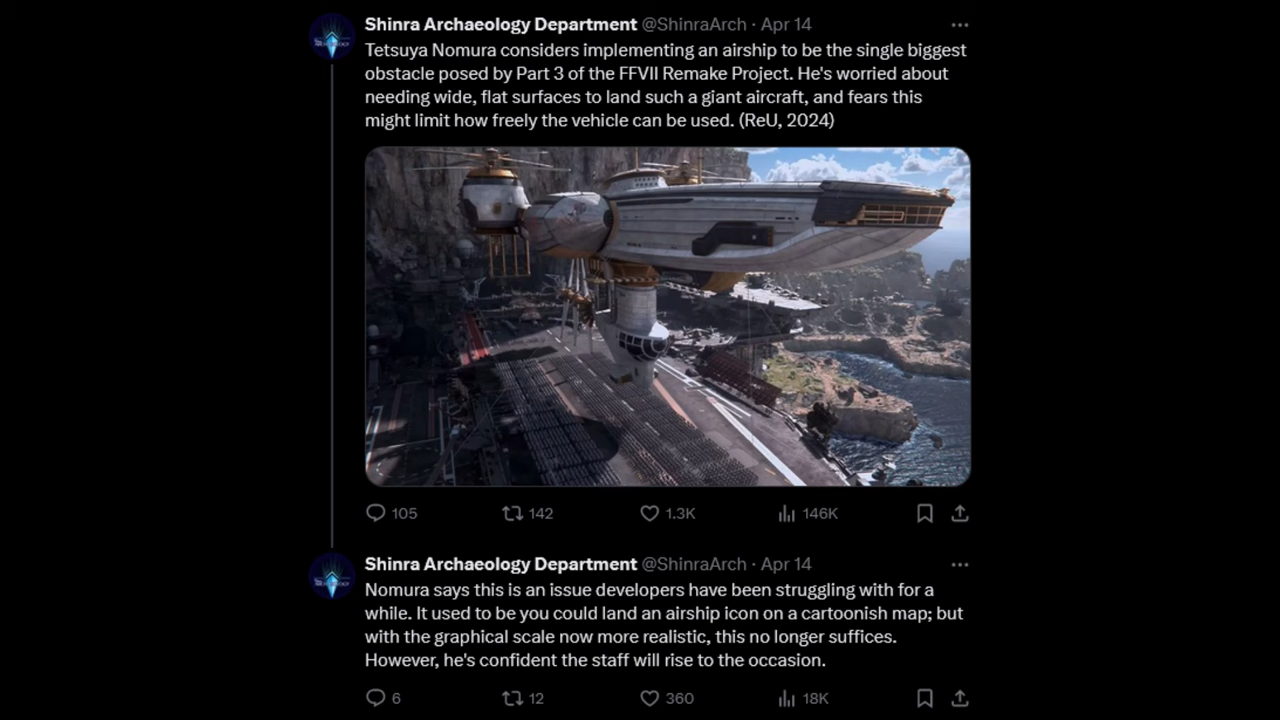 Shinra Archaeology Department @ShinraArch · Apr 14
Tetsuya Nomura considers implementing an airship to be the single biggest
obstacle posed by Part 3 of the FFVII Remake Project. He's worried about
needing wide, flat surfaces to land such a giant aircraft, and fears this
might limit how freely the vehicle can be used. (ReU, 2024)
105 142 1.3K 146K
Shinra Archaeology Department @ShinraArch · Apr 14
Nomura says this is an issue developers have been struggling with for a
while. It used to be you could land an airship icon on a cartoonish map; but
with the graphical scale now more realistic, this no longer suffices.
However, he's confident the staff will rise to the occasion.
6 12 360 18K